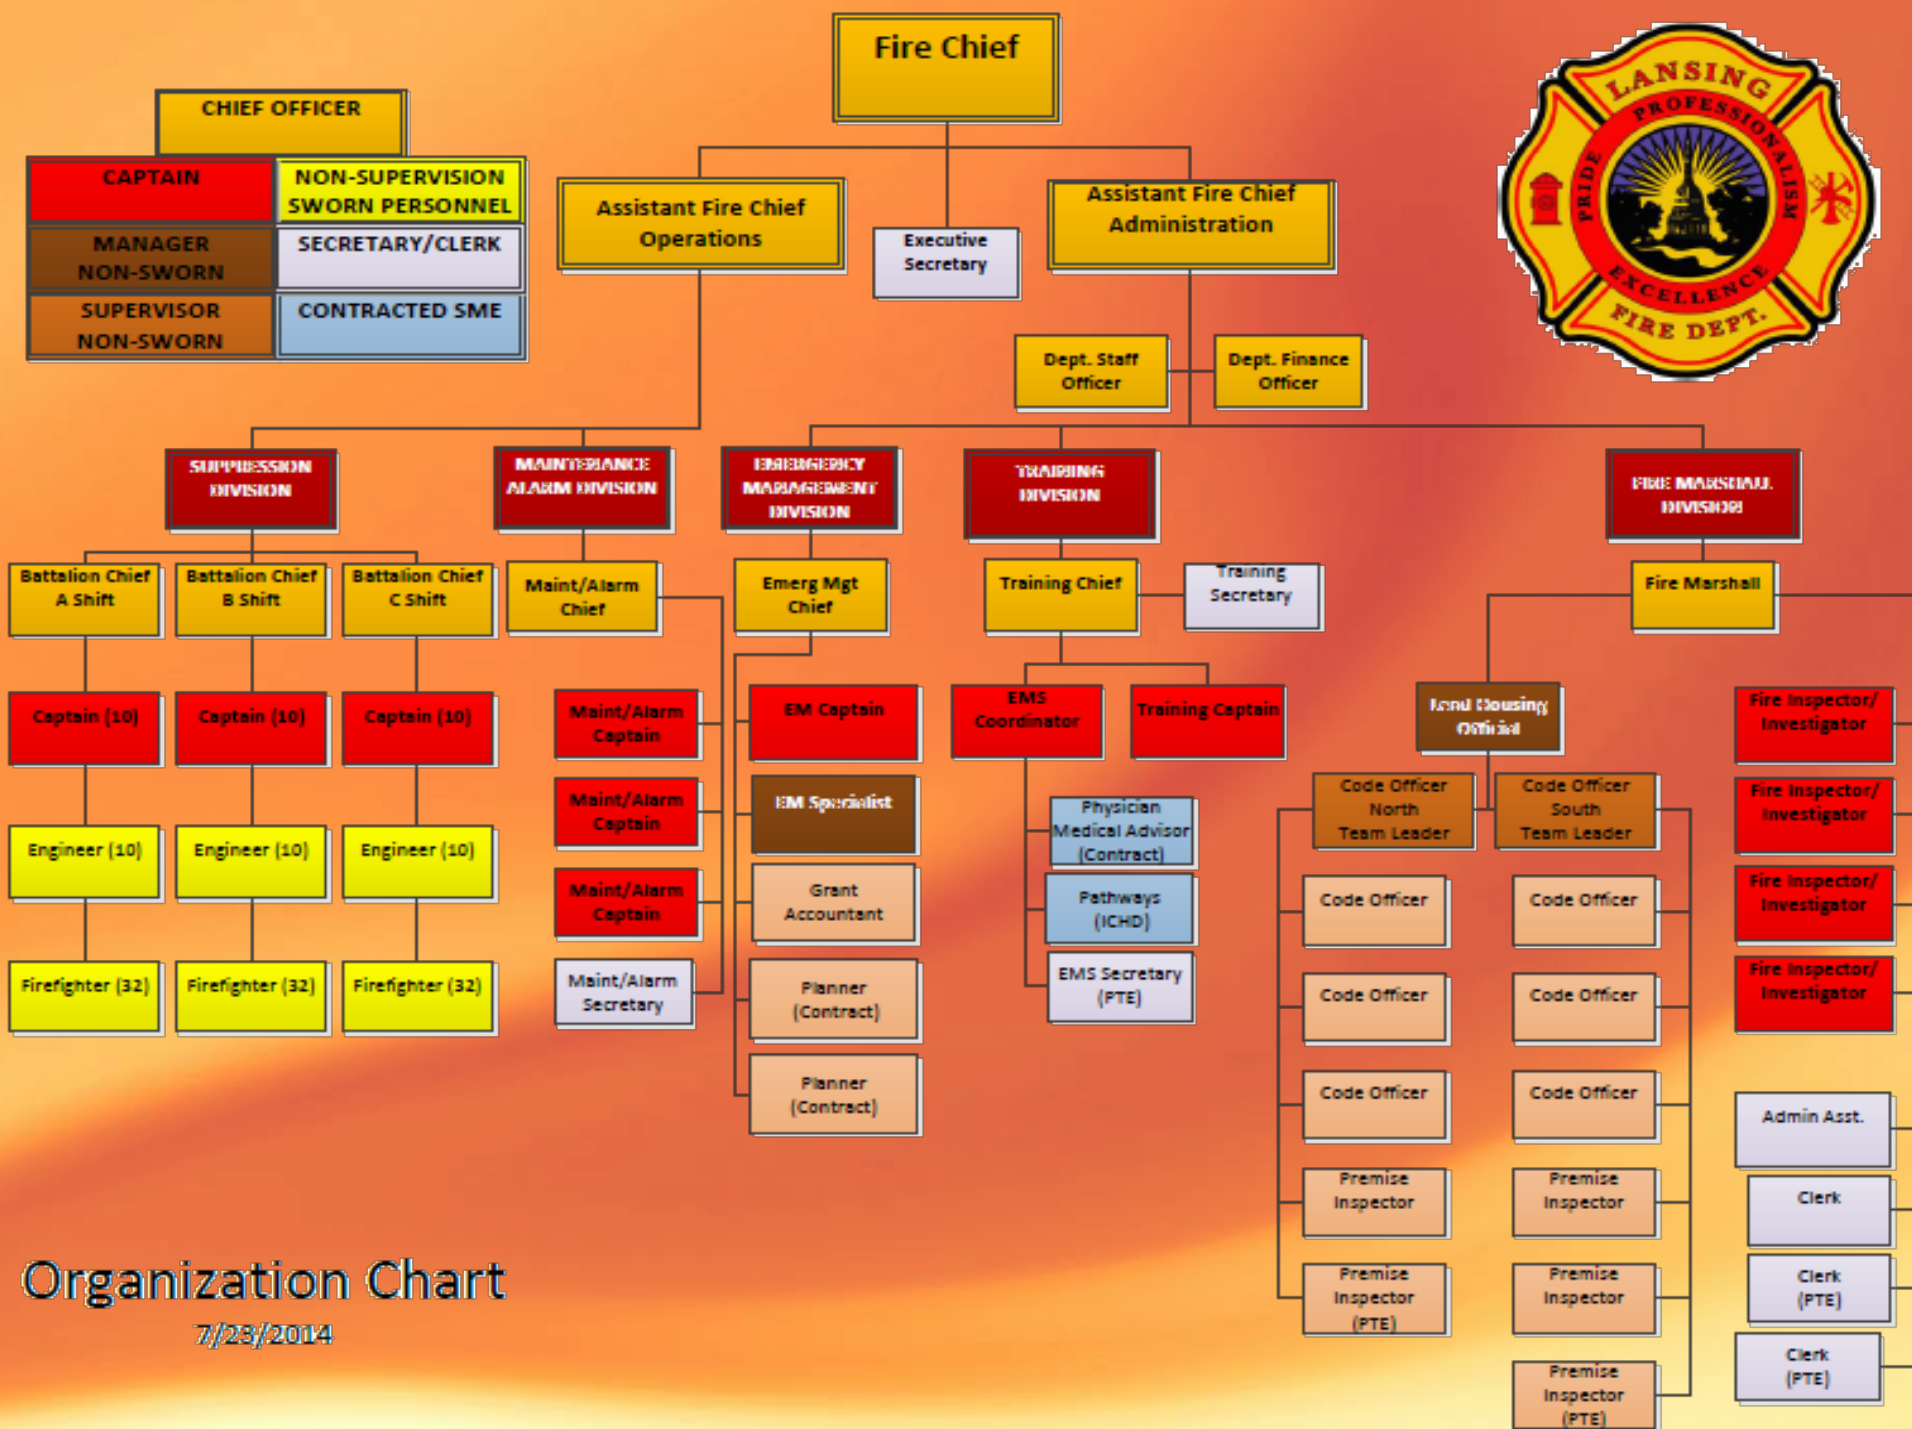 Fire Chief
LANSING
PROFESSIONALISM
PRIDE
EXCELLENCE
FIRE DEPT.
CHIEF OFFICER
CAPTAIN
NON-SUPERVISION
SWORN PERSONNEL
MANAGER
NON-SWORN
SECRETARY/CLERK
SUPERVISOR
NON-SWORN
CONTRACTED SME
Assistant Fire Chief
Operations
Executive
Secretary
Assistant Fire Chief
Administration
Dept. Staff
Officer
Dept. Finance
Officer
SUPPRESSION
DIVISION
MAINTENANCE
ALARM DIVISION
EMERGENCY
MANAGEMENT
DIVISION
TRAINING
DIVISION
FIRE MARSHALL
DIVISION
Battalion Chief
A Shift
Battalion Chief
B Shift
Battalion Chief
C Shift
Maint/Alarm
Chief
Emerg Mgt
Chief
Training Chief
Training
Secretary
Fire Marshall
Captain (10)
Captain (10)
Captain (10)
Engineer (10)
Engineer (10)
Engineer (10)
Firefighter (32)
Firefighter (32)
Firefighter (32)
Maint/Alarm
Captain
Maint/Alarm
Captain
Maint/Alarm
Captain
Maint/Alarm
Secretary
EM Captain
EM Specialist
Grant
Accountant
Planner
(Contract)
Planner
(Contract)
EMS
Coordinator
Training Captain
Physician
Medical Advisor
(Contract)
Pathways
(ICHD)
EMS Secretary
(PTE)
Lead Housing
Official
Code Officer
North
Team Leader
Code Officer
South
Team Leader
Code Officer
Code Officer
Code Officer
Premise
Inspector
Premise
Inspector
(PTE)
Code Officer
Code Officer
Code Officer
Premise
Inspector
Premise
Inspector
Premise
Inspector
(PTE)
Fire Inspector/
Investigator
Fire Inspector/
Investigator
Fire Inspector/
Investigator
Fire Inspector/
Investigator
Admin Asst.
Clerk
Clerk
(PTE)
Clerk
(PTE)
Organization Chart
7/23/2014